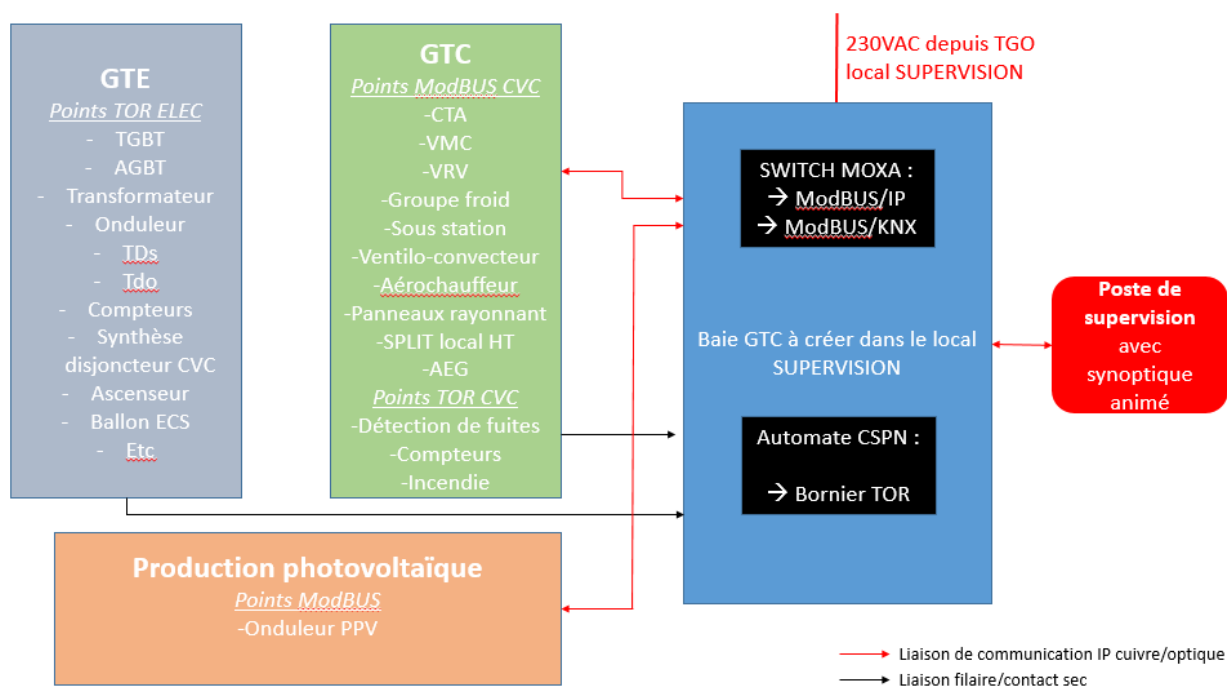 GTE
Points TOR ELEC
- TGBT
- AGBT
- Transformateur
- Onduleur
- TDs
- Tdo
- Compteurs
- Synthèse
disjoncteur CVC
- Ascenseur
- Ballon ECS
- Etc
GTC
Points ModBUS CVC
-CTA
-VMC
-VRV
-Groupe froid
-Sous station
-Ventilo-convecteur
-Aérochauffeur
-Panneaux rayonnant
-SPLIT local HT
-AEG
Points TOR CVC
-Détection de fuites
-Compteurs
-Incendie
230VAC depuis TGO
local SUPERVISION
SWITCH MOXA :
→ ModBUS/IP
→ ModBUS/KNX
Baie GTC à créer dans le local
SUPERVISION
Automate CSPN :
→ Bornier TOR
Poste de
supervision
avec
synoptique
animé
Production photovoltaïque
Points ModBUS
-Onduleur PPV
Liaison de communication IP cuivre/optique
Liaison filaire/contact sec